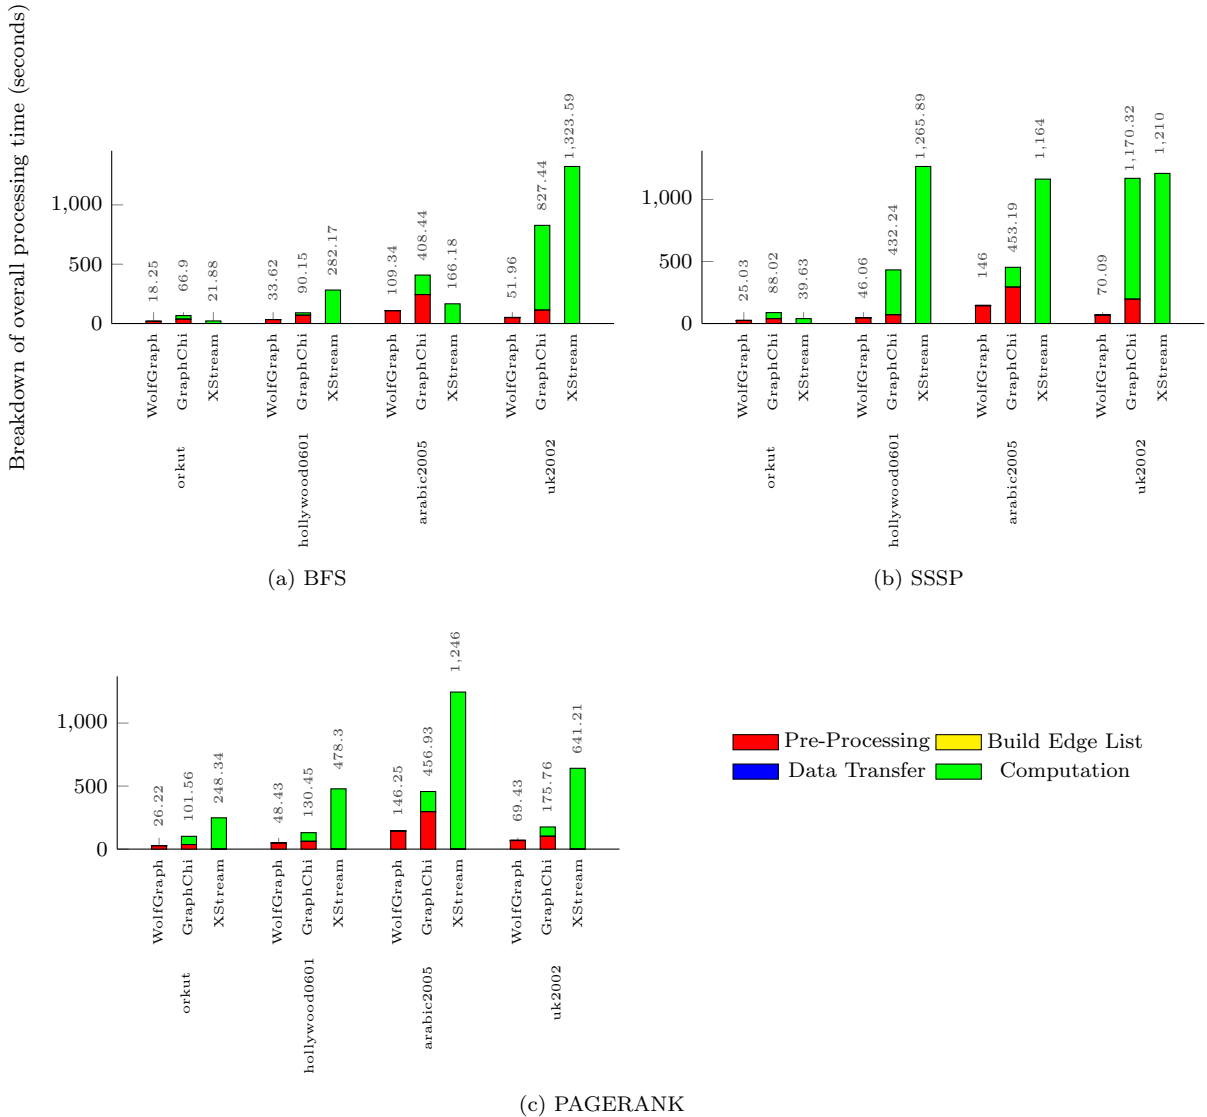 Breakdown of overall processing time (seconds)
1,000
500
0
18.25
66.9
21.88
33.62
90.15
282.17
109.34
408.44
166.18
51.96
827.44
1,323.59
WolfGraph
GraphChi
XStream
WolfGraph
GraphChi
XStream
WolfGraph
GraphChi
XStream
WolfGraph
GraphChi
XStream
orkut
hollywood0601
arabic2005
uk2002
(a) BFS
1,000
500
0
25.03
88.02
39.63
46.06
432.24
1,265.89
146
453.19
1,164
70.09
1,170.32
1,210
WolfGraph
GraphChi
XStream
WolfGraph
GraphChi
XStream
WolfGraph
GraphChi
XStream
WolfGraph
GraphChi
XStream
orkut
hollywood0601
arabic2005
uk2002
(b) SSSP
1,000
500
0
26.22
101.56
248.34
48.43
130.45
478.3
146.25
456.93
1,246
69.43
175.76
641.21
WolfGraph
GraphChi
XStream
WolfGraph
GraphChi
XStream
WolfGraph
GraphChi
XStream
WolfGraph
GraphChi
XStream
orkut
hollywood0601
arabic2005
uk2002
Pre-Processing
Build Edge List
Data Transfer
Computation
(c) PAGERANK